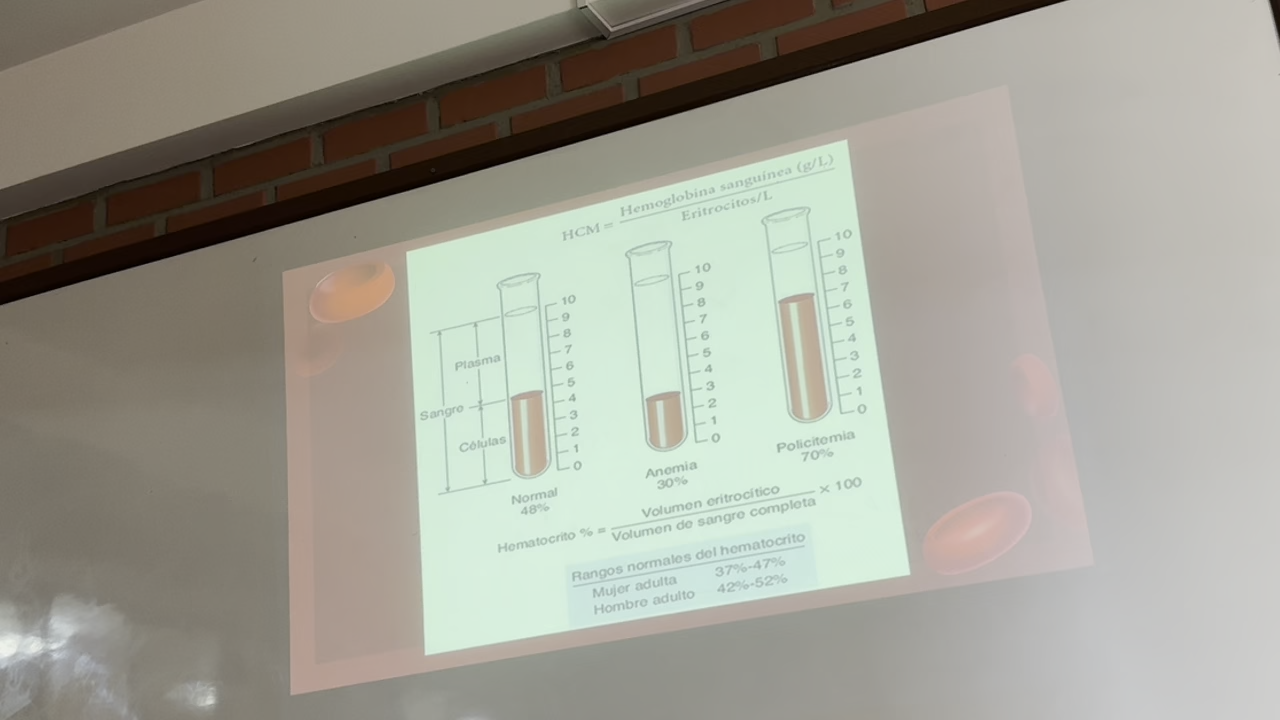 HCM = Hemoglobina sanguínea (g/L)
Eritrocitos/L
10
9
8
7
6
5
4
3
2
1
0
Plasma
Sangre
Células
Normal
48%
10
9
8
7
6
5
4
3
2
1
0
Anemia
30%
10
9
8
7
6
5
4
3
2
1
0
Policitemia
70%
Hematocrito % = Volumen eritrocítico × 100
Volumen de sangre completa
Rangos normales del hematocrito
Mujer adulta 37%-47%
Hombre adulto 42%-52%